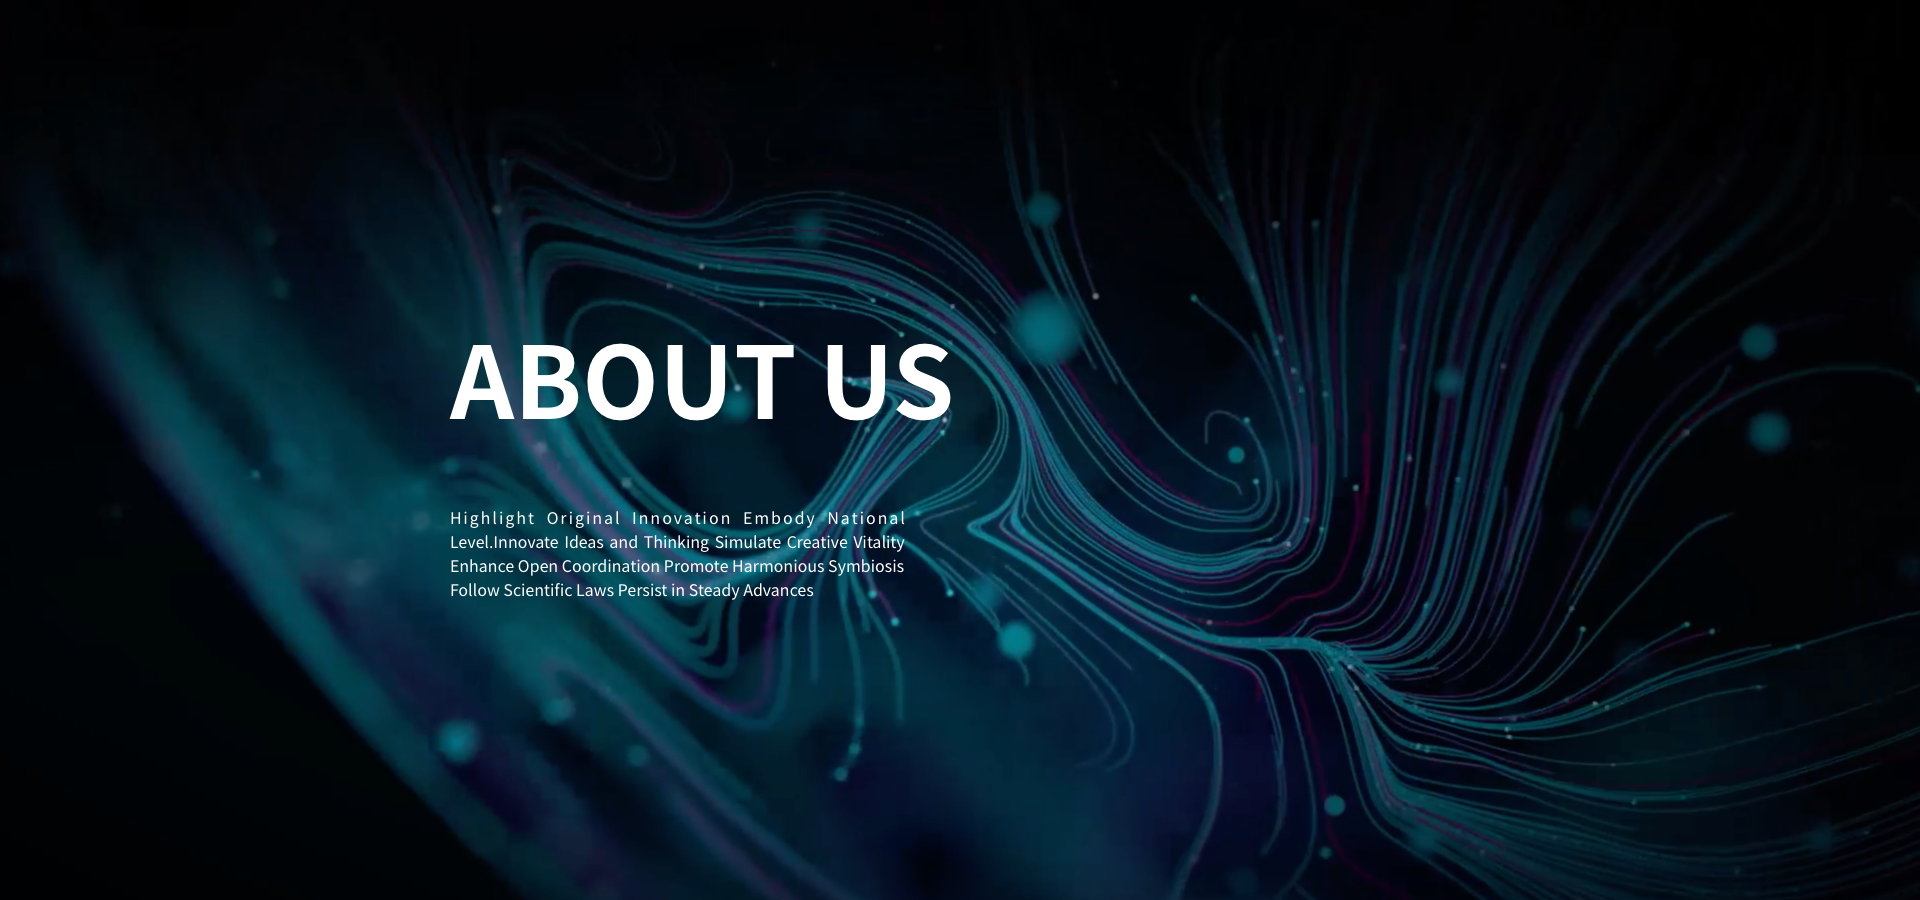 ABOUT US
Highlight Original Innovation Embody National
Level.Innovate Ideas and Thinking Simulate Creative Vitality
Enhance Open Coordination Promote Harmonious Symbiosis
Follow Scientific Laws Persist in Steady Advances